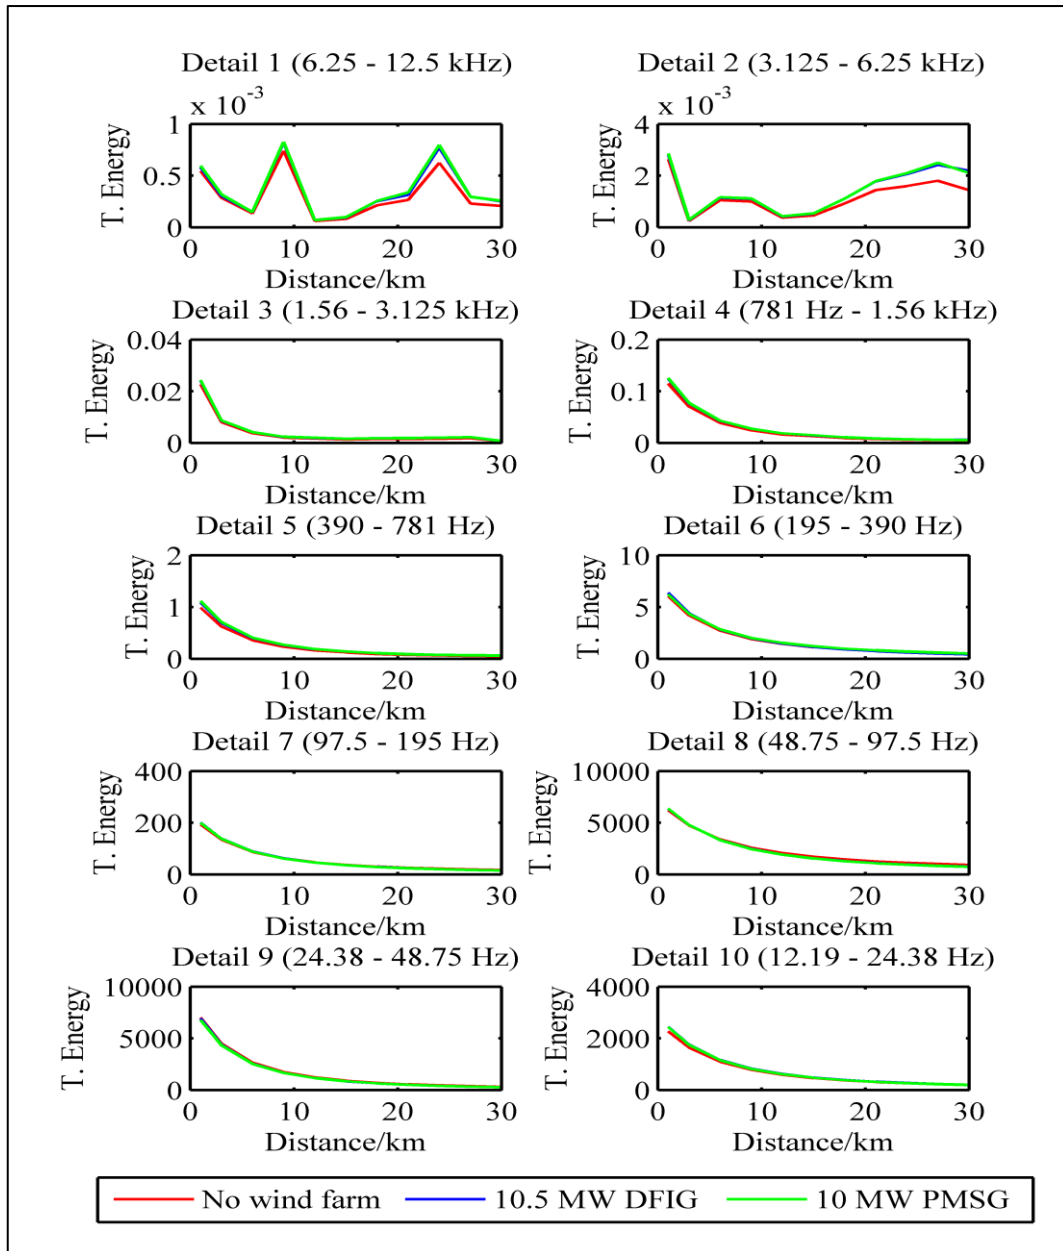 Detail 1 (6.25 - 12.5 kHz)
x 10-3
1
0.5
0
T. Energy
0 10 20 30
Distance/km
Detail 2 (3.125 - 6.25 kHz)
x 10-3
4
2
0
T. Energy
0 10 20 30
Distance/km
Detail 3 (1.56 - 3.125 kHz)
0.04
0.02
0
T. Energy
0 10 20 30
Distance/km
Detail 4 (781 Hz - 1.56 kHz)
0.2
0.1
0
T. Energy
0 10 20 30
Distance/km
Detail 5 (390 - 781 Hz)
2
1
0
T. Energy
0 10 20 30
Distance/km
Detail 6 (195 - 390 Hz)
10
5
0
T. Energy
0 10 20 30
Distance/km
Detail 7 (97.5 - 195 Hz)
400
200
0
T. Energy
0 10 20 30
Distance/km
Detail 8 (48.75 - 97.5 Hz)
10000
5000
0
T. Energy
0 10 20 30
Distance/km
Detail 9 (24.38 - 48.75 Hz)
10000
5000
0
T. Energy
0 10 20 30
Distance/km
Detail 10 (12.19 - 24.38 Hz)
4000
2000
0
T. Energy
0 10 20 30
Distance/km
No wind farm 10.5 MW DFIG 10 MW PMSG